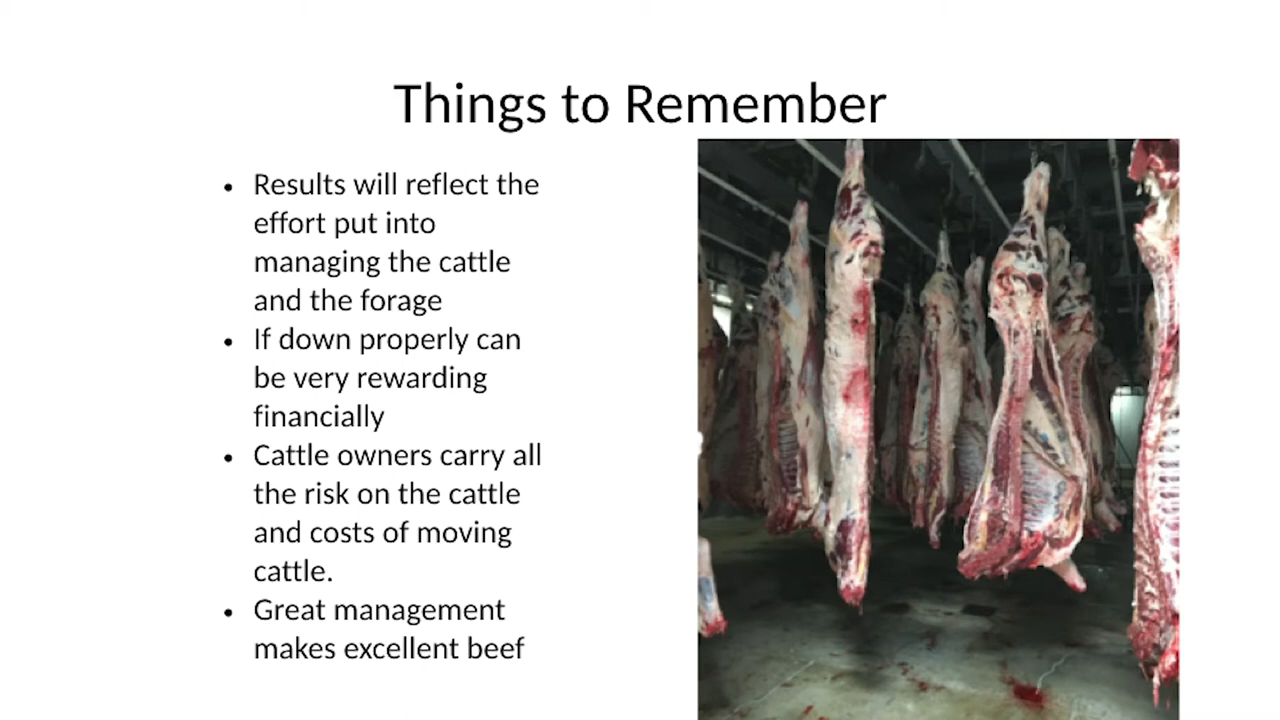 Things to Remember
• Results will reflect the
effort put into
managing the cattle
and the forage
• If down properly can
be very rewarding
financially
• Cattle owners carry all
the risk on the cattle
and costs of moving
cattle.
• Great management
makes excellent beef